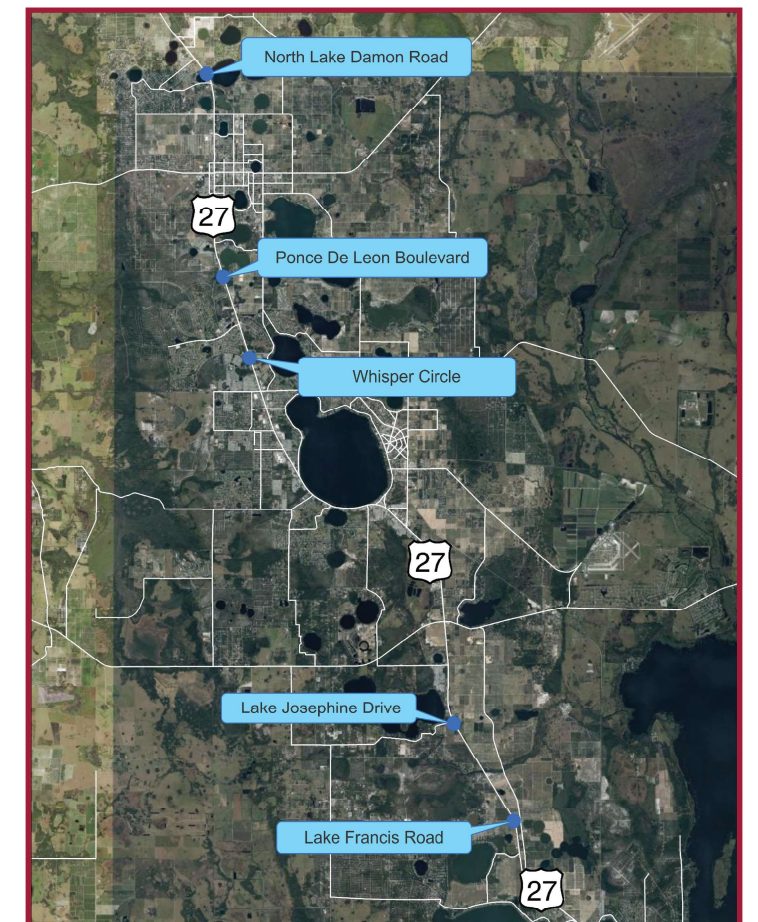 North Lake Damon Road
27
Ponce De Leon Boulevard
Whisper Circle
27
Lake Josephine Drive
Lake Francis Road
27